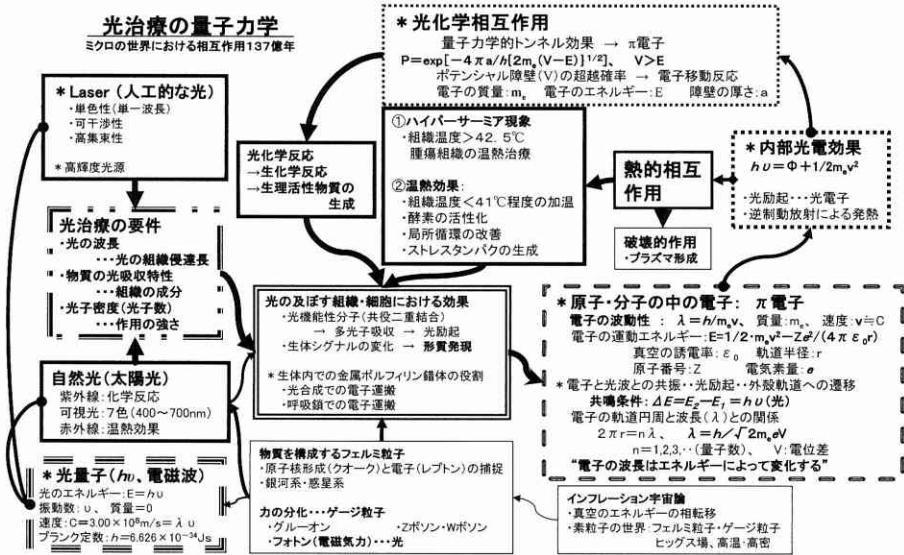 光治療の量子力学
ミクロの世界における相互作用137億年
＊Laser（人工的な光）
・単色性（単一波長）
・可干渉性
・高集束性
＊高輝度光源
光治療の要件
・光の波長
・・・光の組織侵達長
・物質の光吸収特性
・・・組織の成分
・光子密度（光子数）
・・・作用の強さ
自然光（太陽光）
紫外線：化学反応
可視光：7色（400～700nm）
赤外線：温熱効果
＊光量子（hυ、電磁波）
光のエネルギー：E=hυ
振動数：υ、 質量=0
速度：C≒3.00×10⁸m/s=λυ
プランク定数：h=6.626×10⁻³⁴Js
＊光化学相互作用
量子力学的トンネル効果 → π電子
P=exp[－4πa/h{2mₑ(V－E)}¹/²]、 V>E
ポテンシャル障壁（V）の超越確率 → 電子移動反応
電子の質量：mₑ 電子のエネルギー：E 障壁の厚さ：a
光化学反応
→生化学反応
→生理活性物質の
生成
①ハイパーサーミア現象
・組織温度>42．5℃
腫瘍組織の温熱治療
②温熱効果：
・組織温度<41℃程度の加温
・酵素の活性化
・局所循環の改善
・ストレスタンパクの生成
熱的相互
作用
破壊的作用
・プラズマ形成
＊内部光電効果
hυ=Φ+1/2mₑv²
・光励起・・・光電子
・逆制動放射による発熱
光の及ぼす組織・細胞における効果
・光機能性分子（共役二重結合）
→ 多光子吸収 → 光励起
・生体シグナルの変化 → 形質発現
＊生体内での金属ポルフィリン錯体の役割
・光合成での電子運搬
・呼吸鎖での電子運搬
＊原子・分子の中の電子： π電子
電子の波動性： λ=h/mₑv、 質量：mₑ、 速度：v≒C
電子の運動エネルギー：E=1/2・mₑv²－Ze²/(4πε₀r)
真空の誘電率：ε₀ 軌道半径：r
原子番号：Z 電気素量：e
＊電子と光波との共振・・光励起・・外殻軌道への遷移
共鳴条件：ΔE=E₂－E₁=hυ（光）
電子の軌道円周と波長（λ）との関係
2πr=nλ、 λ=h/√2mₑeV
n=1,2,3,・・（量子数）、 V：電位差
“電子の波長はエネルギーによって変化する”
物質を構成するフェルミ粒子
・原子核形成（クオーク）と電子（レプトン）の捕捉
・銀河系・惑星系
力の分化・・・ゲージ粒子
・グルーオン ・Zボソン・Wボソン
・フォトン（電磁気力）・・・光
インフレーション宇宙論
・真空のエネルギーの相転移
・素粒子の世界：フェルミ粒子・ゲージ粒子
ヒッグス場、高温・高密